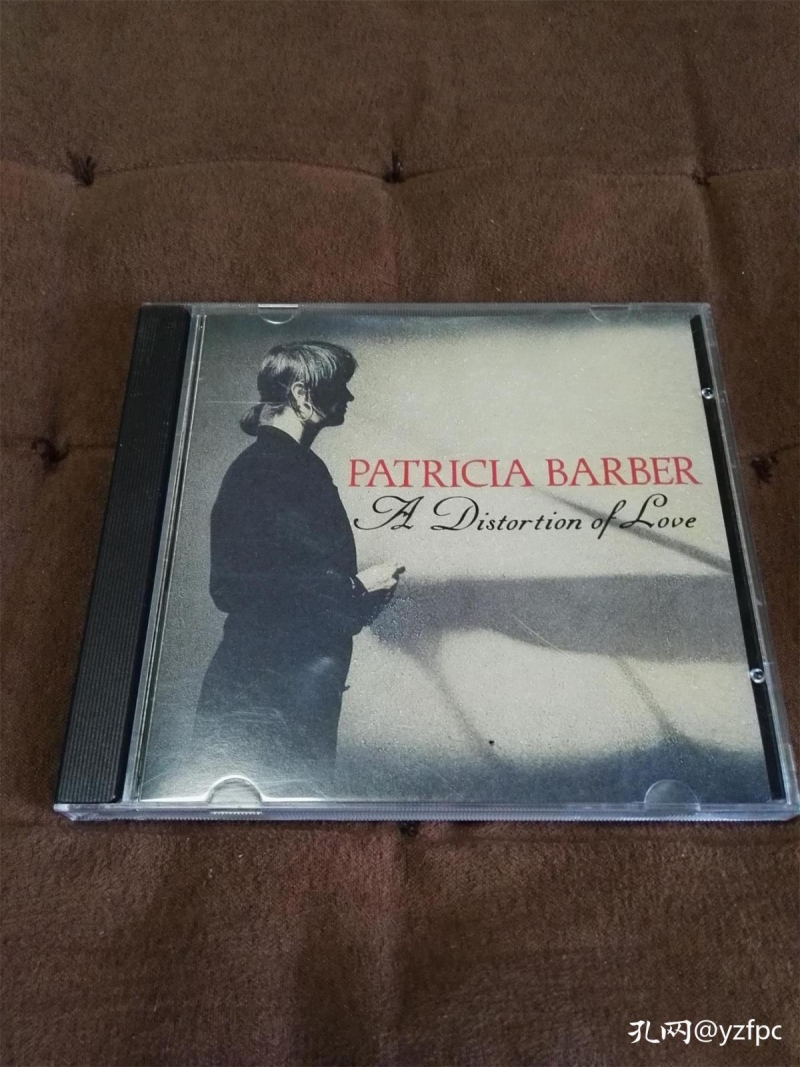 PATRICIA BARBER
A Distortion of Love
孔网@yzfpc